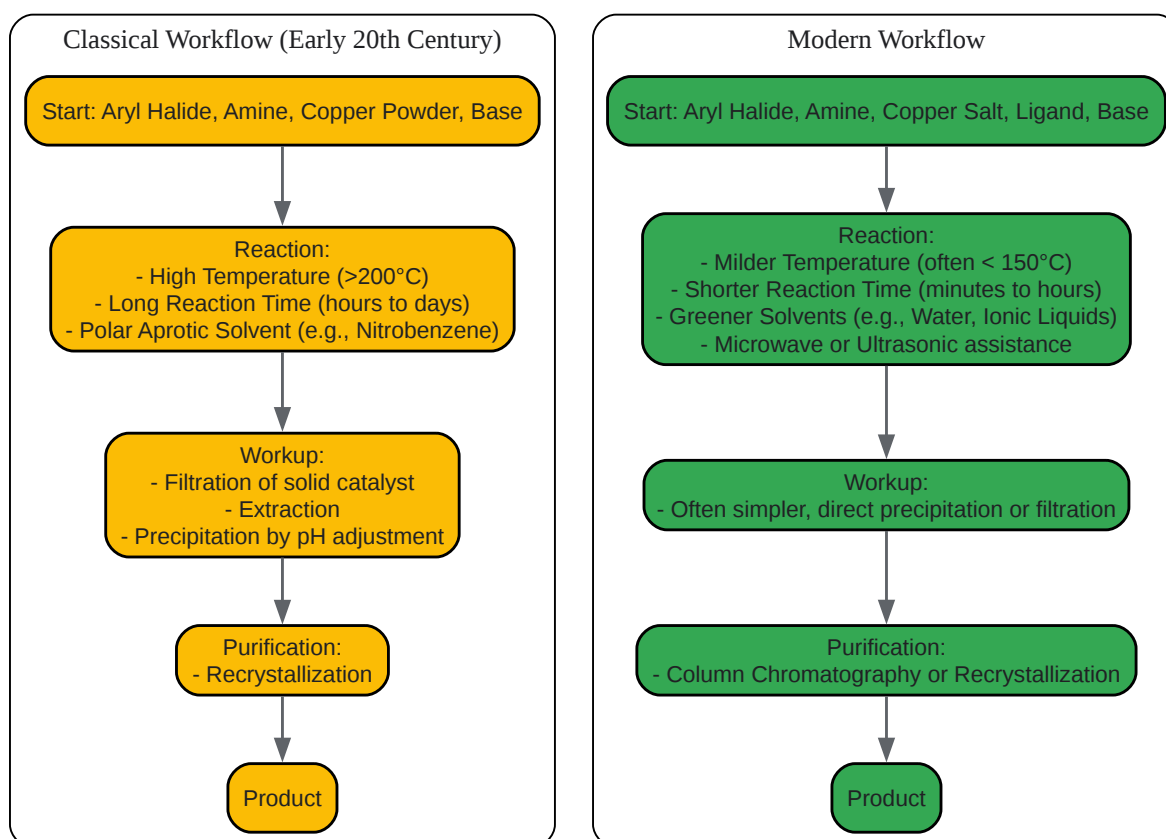 Classical Workflow (Early 20th Century)
Start: Aryl Halide, Amine, Copper Powder, Base
Reaction:
- High Temperature (>200°C)
- Long Reaction Time (hours to days)
- Polar Aprotic Solvent (e.g., Nitrobenzene)
Workup:
- Filtration of solid catalyst
- Extraction
- Precipitation by pH adjustment
Purification:
- Recrystallization
Product
Modern Workflow
Start: Aryl Halide, Amine, Copper Salt, Ligand, Base
Reaction:
- Milder Temperature (often < 150°C)
- Shorter Reaction Time (minutes to hours)
- Greener Solvents (e.g., Water, Ionic Liquids)
- Microwave or Ultrasonic assistance
Workup:
- Often simpler, direct precipitation or filtration
Purification:
- Column Chromatography or Recrystallization
Product